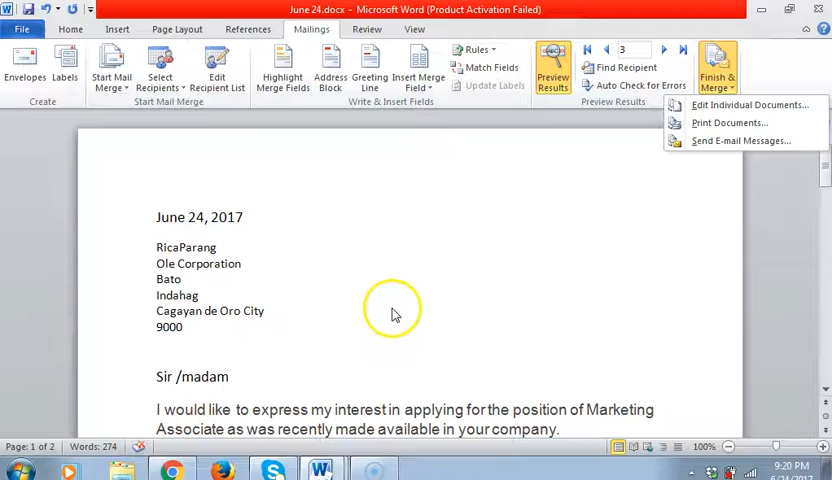 June 24.docx - Microsoft Word (Product Activation Failed)
File Home Insert Page Layout References Mailings Review View
Envelopes Labels
Create
Start Mail Merge Select Recipients Edit Recipient List
Start Mail Merge
Highlight Merge Fields Address Block Greeting Line Insert Merge Field
Rules
Match Fields
Update Labels
Write & Insert Fields
Preview Results
3
Find Recipient
Auto Check for Errors
Preview Results
Finish & Merge
Edit Individual Documents...
Print Documents...
Send E-mail Messages...
June 24, 2017
RicaParang
Ole Corporation
Bato
Indahag
Cagayan de Oro City
9000
Sir /madam
I would like to express my interest in applying for the position of Marketing
Associate as was recently made available in your company.
Page: 1 of 2 Words: 274 100%
9:20 PM
6/24/2017